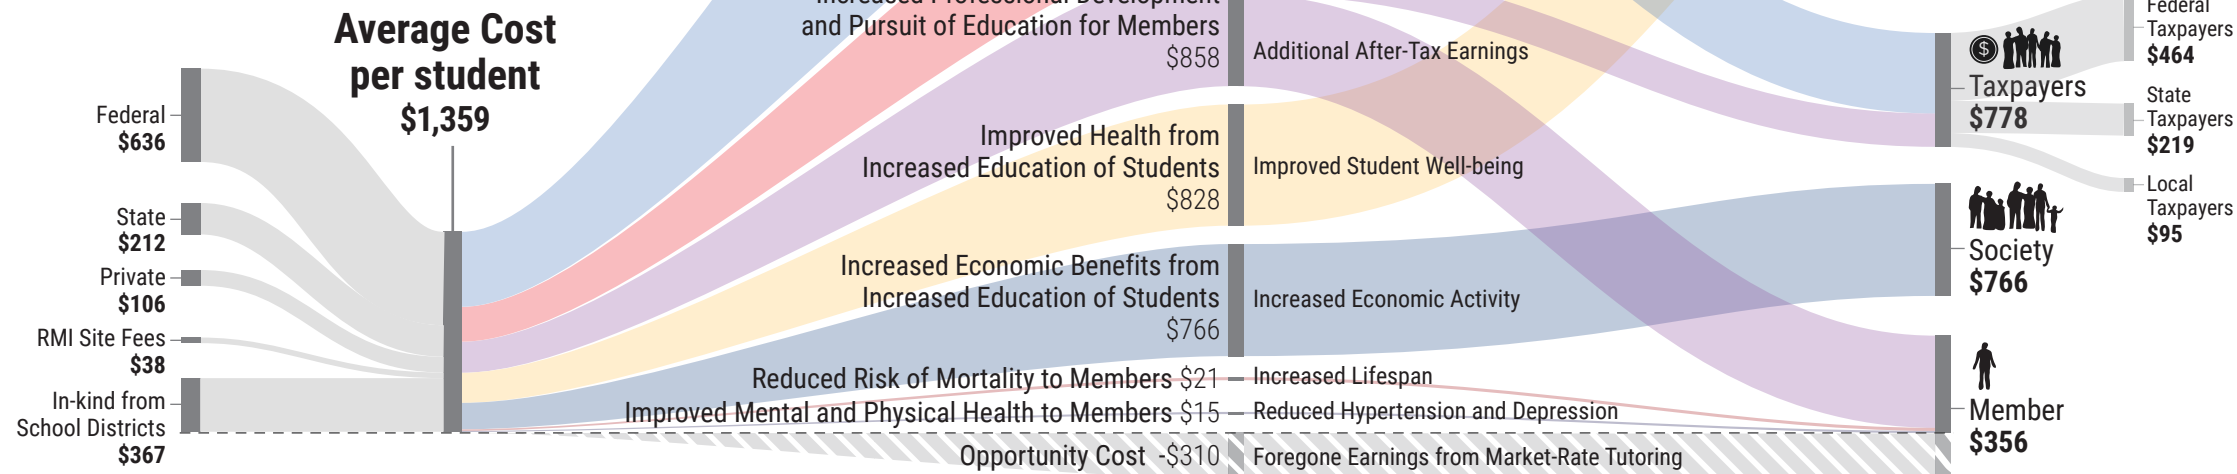 Average Cost
per student
$1,359
Federal
$636
State
$212
Private
$106
RMI Site Fees
$38
In-kind from
School Districts
$367
Increased Professional Development
and Pursuit of Education for Members
$858
Additional After-Tax Earnings
Improved Health from
Increased Education of Students
$828
Improved Student Well-being
Increased Economic Benefits from
Increased Education of Students
$766
Increased Economic Activity
Reduced Risk of Mortality to Members $21
Increased Lifespan
Improved Mental and Physical Health to Members $15
Reduced Hypertension and Depression
Opportunity Cost -$310
Foregone Earnings from Market-Rate Tutoring
$
Taxpayers
$778
Society
$766
Member
$356
Federal
Taxpayers
$464
State
Taxpayers
$219
Local
Taxpayers
$95